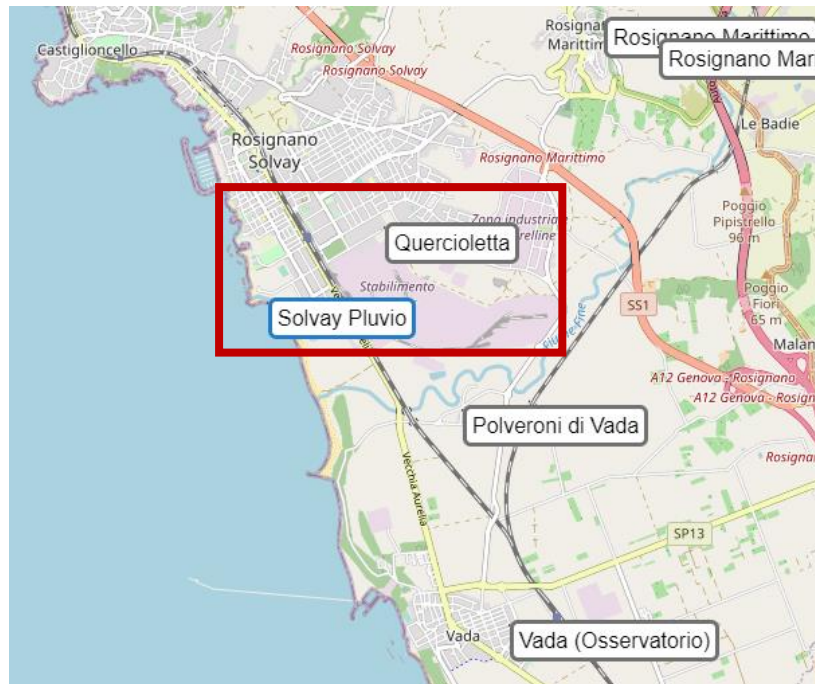 Castiglioncello
Rosignano Solvay
Rosignano Solvay
Rosignano
Marittimo
Rosignano Marittimo
Rosignano Mar
Le Badie
Rosignano
Solvay
Rosignano Marittimo
Poggio
Pipistrello
96 m
Zona industriale
Quercioletta
Stabilimento
Solvay Pluvio
Fiume Fine
SS1
Poggio
Fiori
65 m
Malan
A12 Genova - Rosignano
A12 Genova - Rosign
Polveroni di Vada
Rosigna
Vecchia Aurelia
SP13
Vada
Vada (Osservatorio)